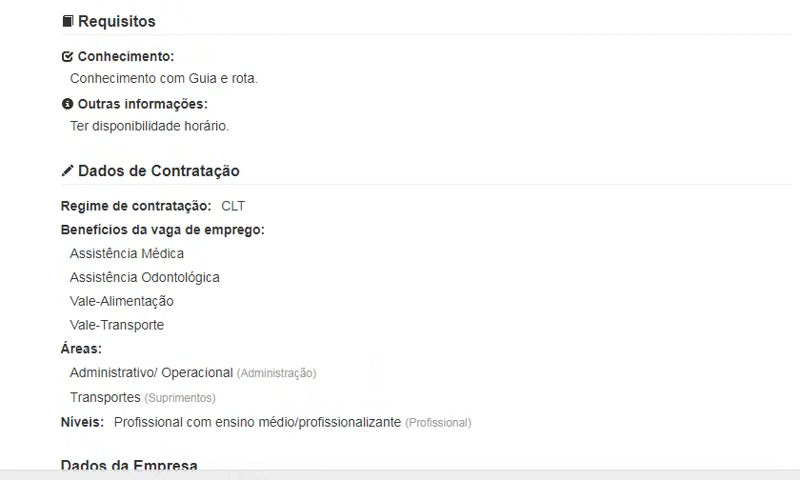 Requisitos
Conhecimento:
Conhecimento com Guia e rota.
Outras informações:
Ter disponibilidade horário.
Dados de Contratação
Regime de contratação: CLT
Benefícios da vaga de emprego:
Assistência Médica
Assistência Odontológica
Vale-Alimentação
Vale-Transporte
Áreas:
Administrativo/ Operacional (Administração)
Transportes (Suprimentos)
Níveis: Profissional com ensino médio/profissionalizante (Profissional)
Dados da Empresa